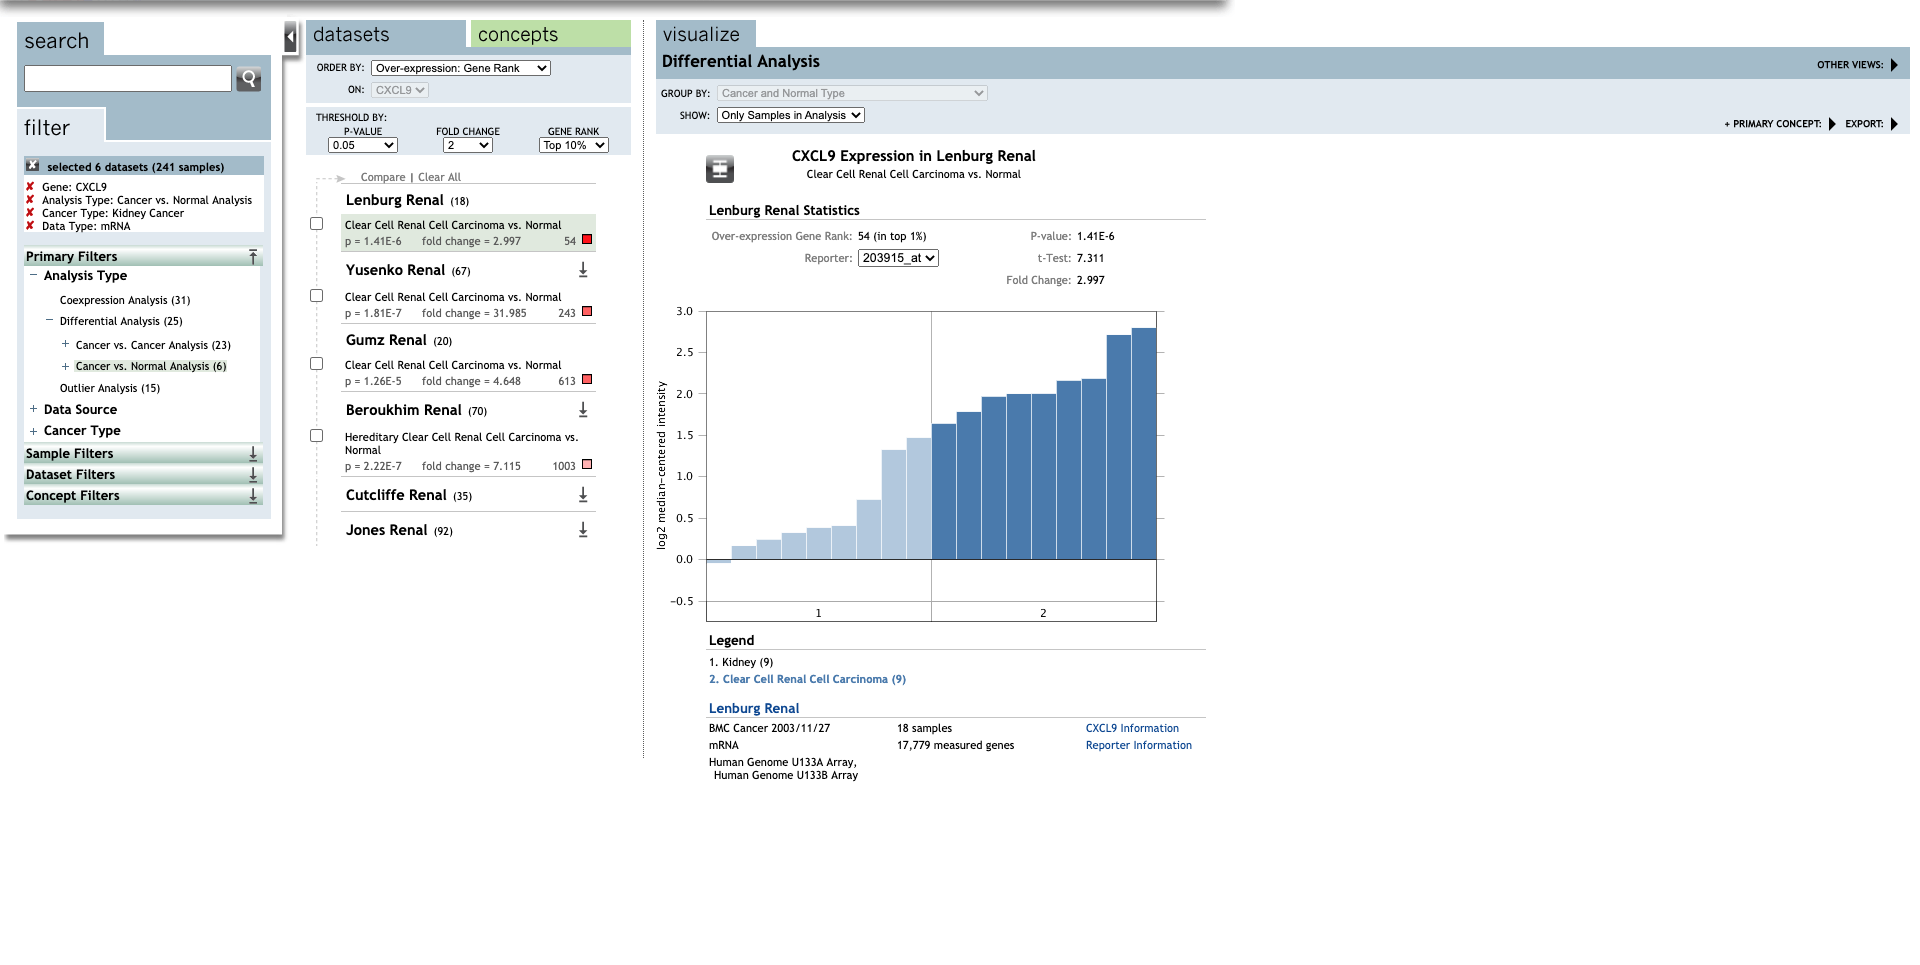 search
filter
selected 6 datasets (241 samples)
Gene: CXCL9
Analysis Type: Cancer vs. Normal Analysis
Cancer Type: Kidney Cancer
Data Type: mRNA
Primary Filters
Analysis Type
Coexpression Analysis (31)
Differential Analysis (25)
Cancer vs. Cancer Analysis (23)
Cancer vs. Normal Analysis (6)
Outlier Analysis (15)
Data Source
Cancer Type
Sample Filters
Dataset Filters
Concept Filters
datasets concepts
ORDER BY: Over-expression: Gene Rank
ON: CXCL9
THRESHOLD BY:
P-VALUE FOLD CHANGE GENE RANK
0.05 2 Top 10%
Compare | Clear All
Lenburg Renal (18)
Clear Cell Renal Cell Carcinoma vs. Normal
p = 1.41E-6 fold change = 2.997 54
Yusenko Renal (67)
Clear Cell Renal Cell Carcinoma vs. Normal
p = 1.81E-7 fold change = 31.985 243
Gumz Renal (20)
Clear Cell Renal Cell Carcinoma vs. Normal
p = 1.26E-5 fold change = 4.648 613
Beroukhim Renal (70)
Hereditary Clear Cell Renal Cell Carcinoma vs.
Normal
p = 2.22E-7 fold change = 7.115 1003
Cutcliffe Renal (35)
Jones Renal (92)
visualize
Differential Analysis
OTHER VIEWS:
GROUP BY: Cancer and Normal Type
SHOW: Only Samples in Analysis
+ PRIMARY CONCEPT: EXPORT:
CXCL9 Expression in Lenburg Renal
Clear Cell Renal Cell Carcinoma vs. Normal
Lenburg Renal Statistics
Over-expression Gene Rank: 54 (in top 1%) P-value: 1.41E-6
Reporter: 203915_at t-Test: 7.311
Fold Change: 2.997
log2 median-centered intensity
3.0
2.5
2.0
1.5
1.0
0.5
0.0
-0.5
1 2
Legend
1. Kidney (9)
2. Clear Cell Renal Cell Carcinoma (9)
Lenburg Renal
BMC Cancer 2003/11/27 18 samples CXCL9 Information
mRNA 17,779 measured genes Reporter Information
Human Genome U133A Array,
Human Genome U133B Array